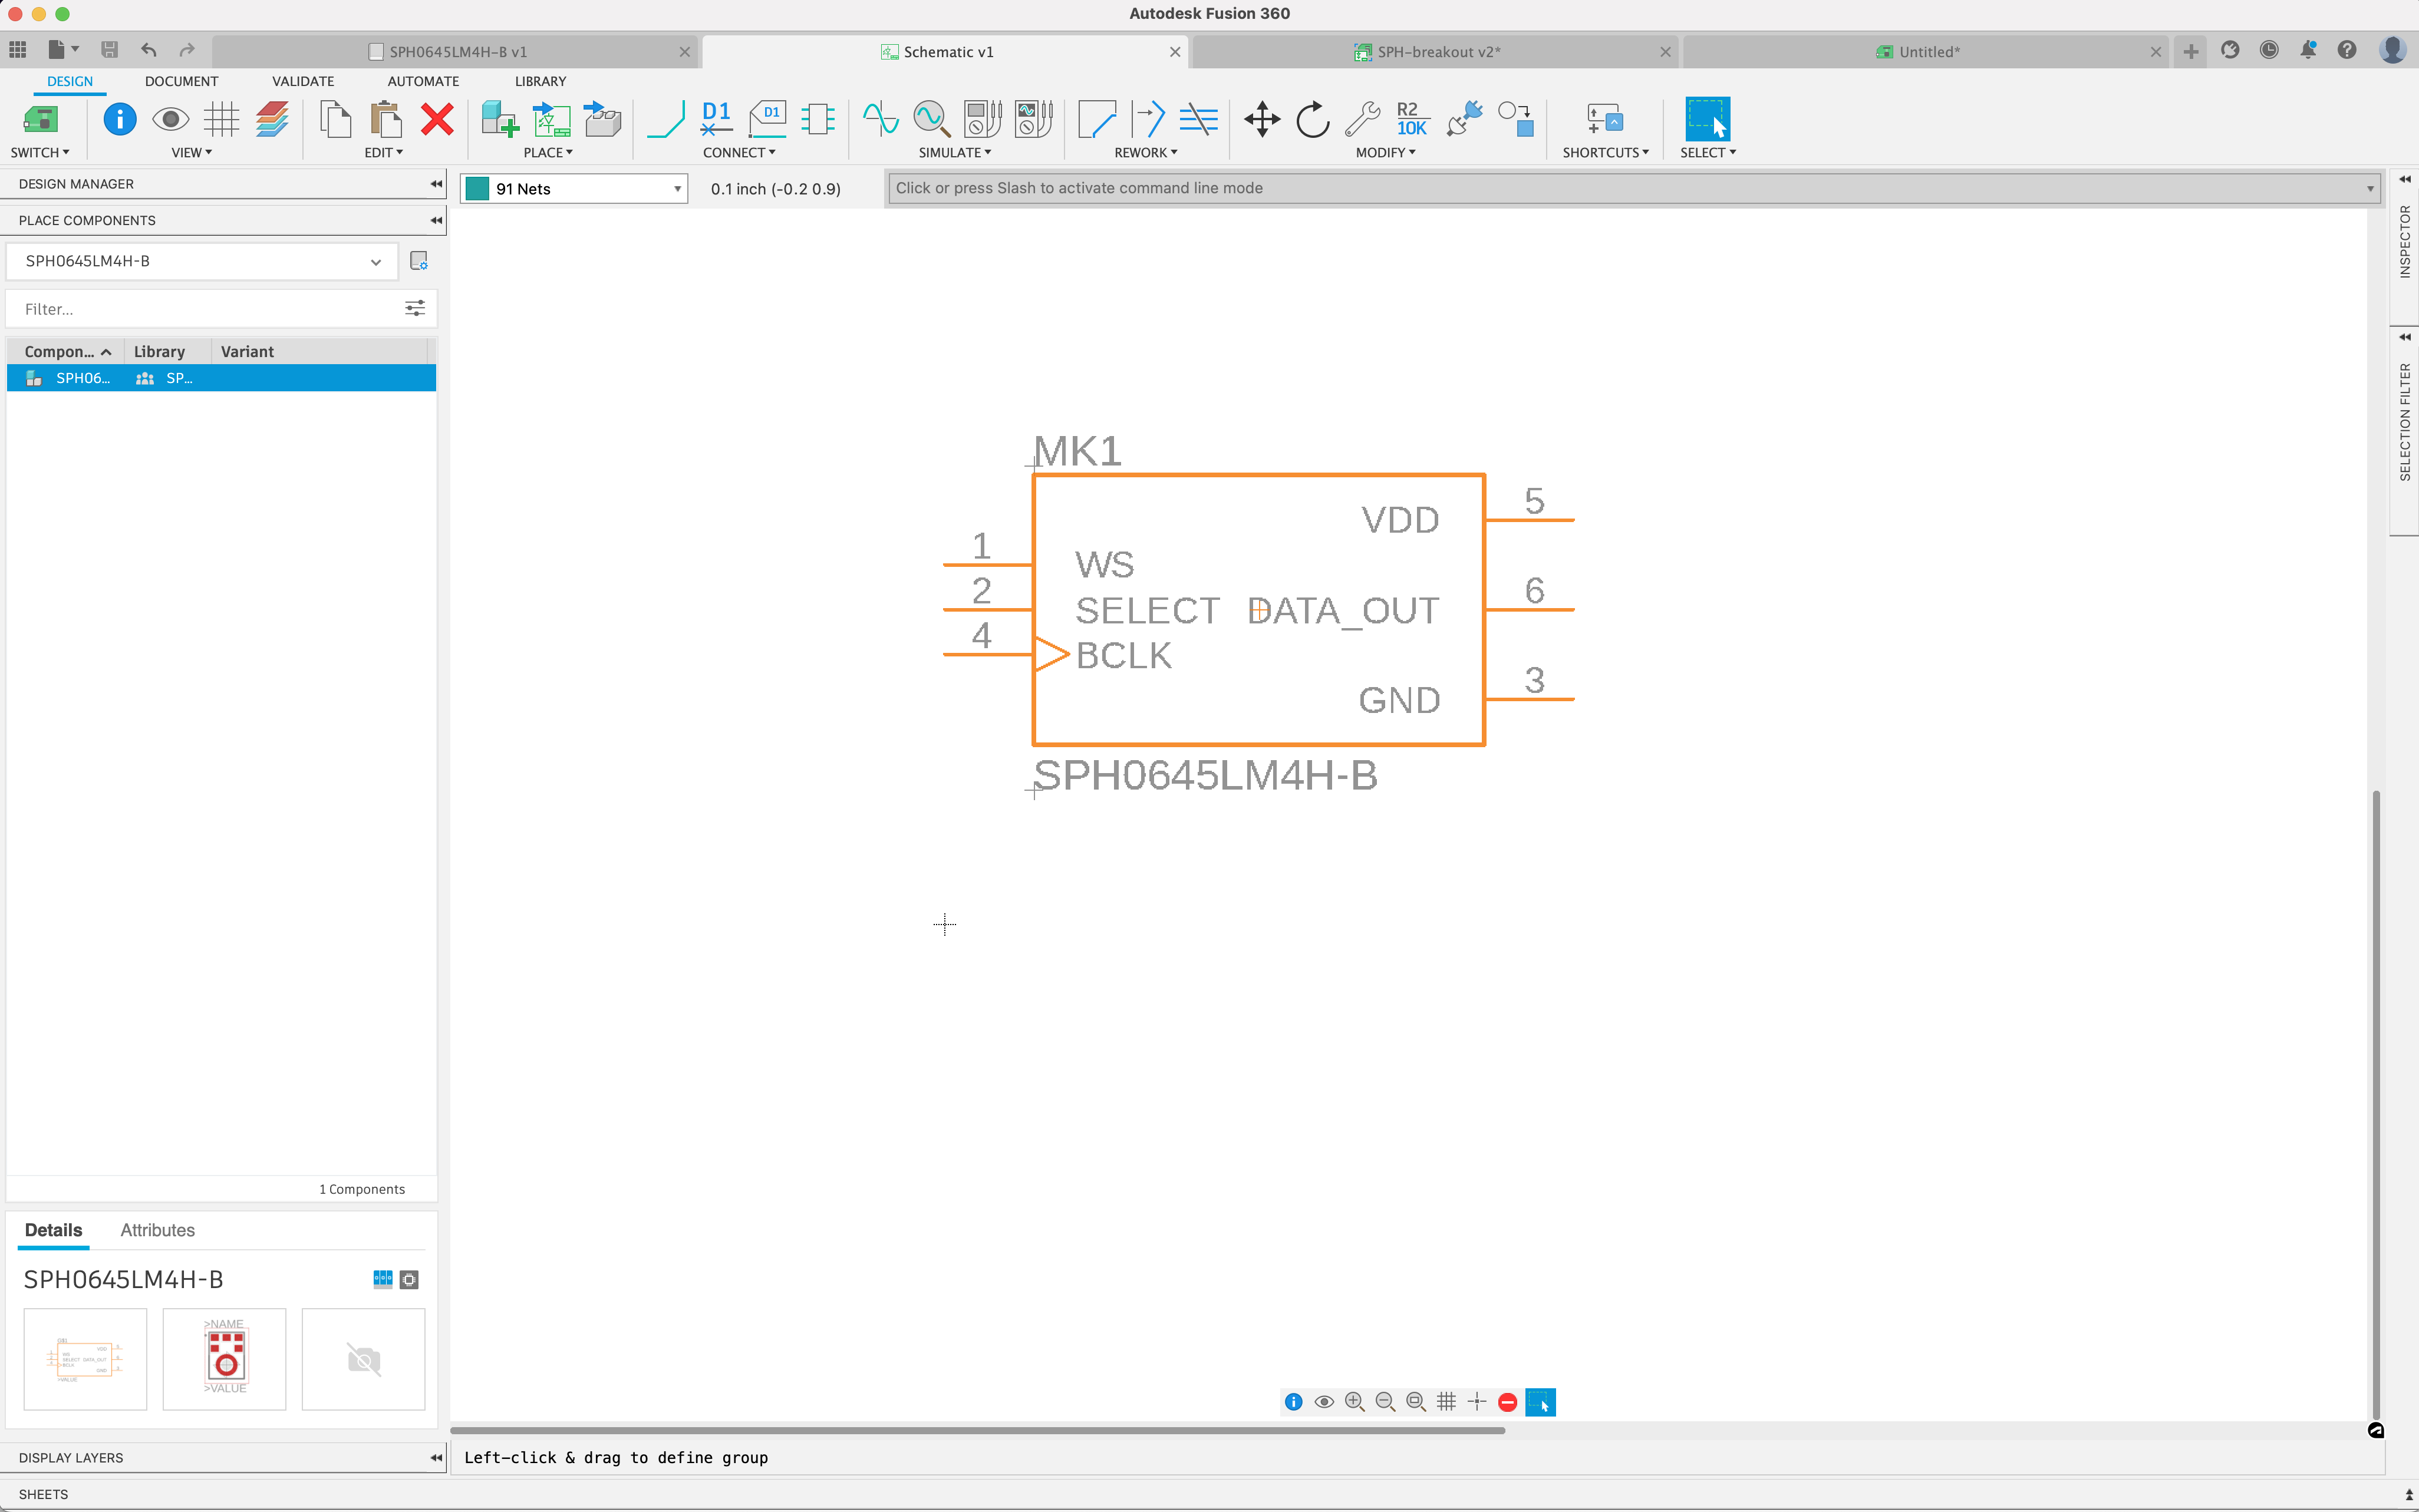 Autodesk Fusion 360
SPH0645LM4H-B v1
Schematic v1
SPH-breakout v2*
Untitled*
DESIGN
DOCUMENT
VALIDATE
AUTOMATE
LIBRARY
D1
D1
R2
10K
SWITCH
VIEW
EDIT
PLACE
CONNECT
SIMULATE
REWORK
MODIFY
SHORTCUTS
SELECT
DESIGN MANAGER
91 Nets
0.1 inch (-0.2 0.9)
Click or press Slash to activate command line mode
PLACE COMPONENTS
SPH0645LM4H-B
Filter...
Compon...
Library
Variant
SPH06...
SP...
INSPECTOR
SELECTION FILTER
MK1
VDD
5
1
WS
2
SELECT
DATA_OUT
6
4
BCLK
GND
3
SPH0645LM4H-B
1 Components
Details
Attributes
SPH0645LM4H-B
>NAME
>VALUE
DISPLAY LAYERS
Left-click & drag to define group
SHEETS